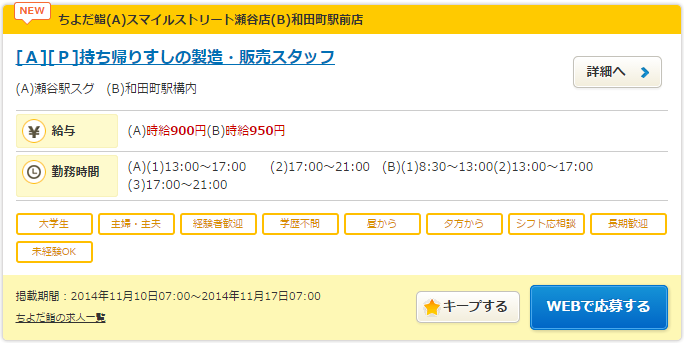 NEW
ちよだ鮨(A)スマイルストリート瀬谷店(B)和田町駅前店
[Ａ][Ｐ]持ち帰りすしの製造・販売スタッフ
詳細へ
(A)瀬谷駅スグ　(B)和田町駅構内
¥ 給与 (A)時給900円(B)時給950円
勤務時間 (A)(1)13:00～17:00　　(2)17:00～21:00　(B)(1)8:30～13:00(2)13:00～17:00
(3)17:00～21:00
大学生 主婦・主夫 経験者歓迎 学歴不問 昼から 夕方から シフト応相談 長期歓迎
未経験OK
掲載期間：2014年11月10日07:00～2014年11月17日07:00
ちよだ鮨の求人一覧
キープする
WEBで応募する